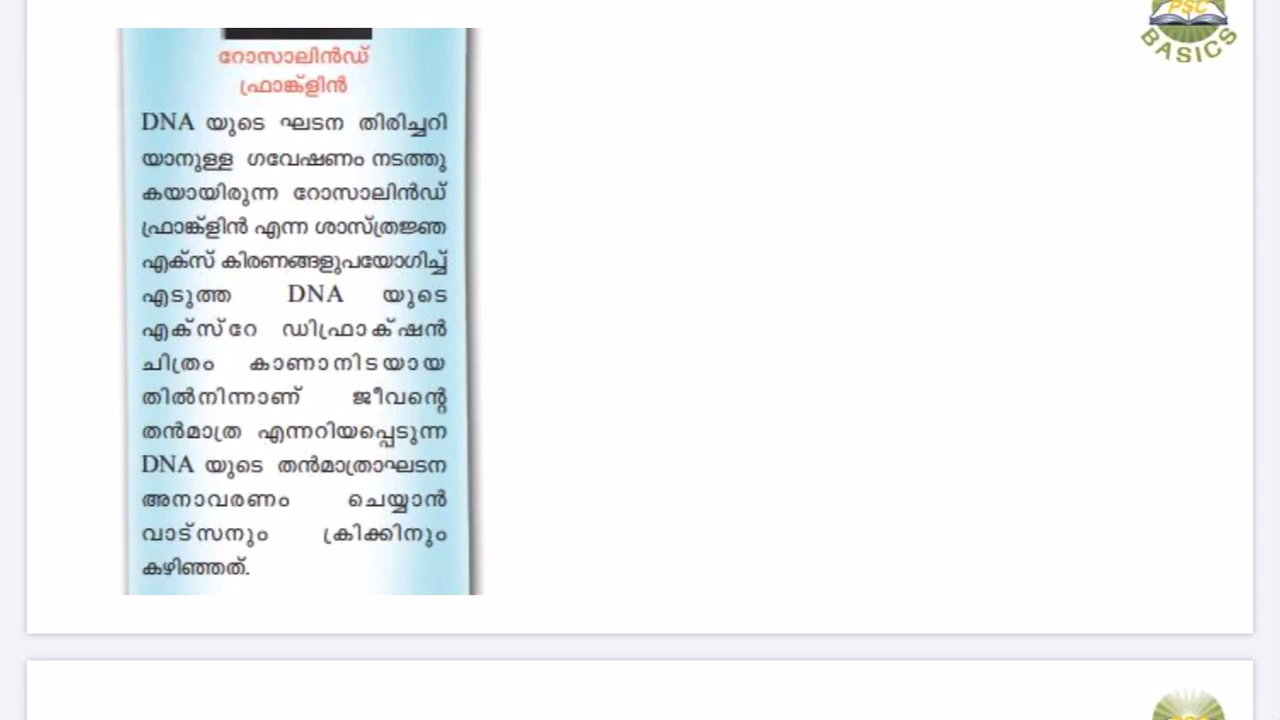 PSC
BASICS
റോസാലിൻഡ്
ഫ്രാങ്ക്ളിൻ
DNA യുടെ ഘടന തിരിച്ചറി
യാനുള്ള ഗവേഷണം നടത്തു
കയായിരുന്ന റോസാലിൻഡ്
ഫ്രാങ്ക്ളിൻ എന്ന ശാസ്ത്രജ്ഞ
എക്സ് കിരണങ്ങളുപയോഗിച്ച്
എടുത്ത DNA യുടെ
എക്സ്റേ ഡിഫ്രാക്ഷൻ
ചിത്രം കാണാനിടയായ
തിൽനിന്നാണ് ജീവന്റെ
തൻമാത്ര എന്നറിയപ്പെടുന്ന
DNA യുടെ തൻമാത്രാഘടന
അനാവരണം ചെയ്യാൻ
വാട്സനും ക്രിക്കിനും
കഴിഞ്ഞത്.